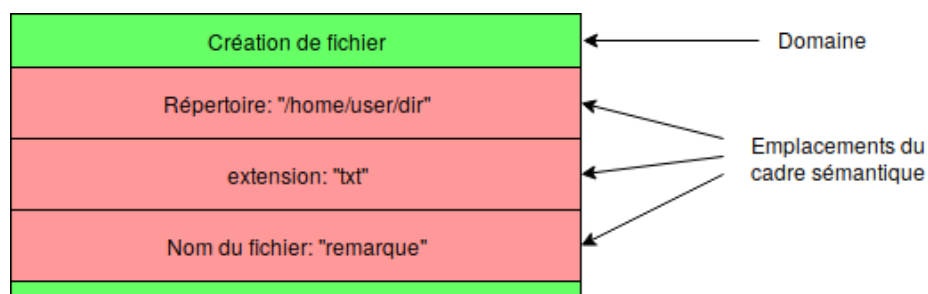 Création de fichier
Domaine
Répertoire: "/home/user/dir"
Emplacements du
cadre sémantique
extension: "txt"
Nom du fichier: "remarque"